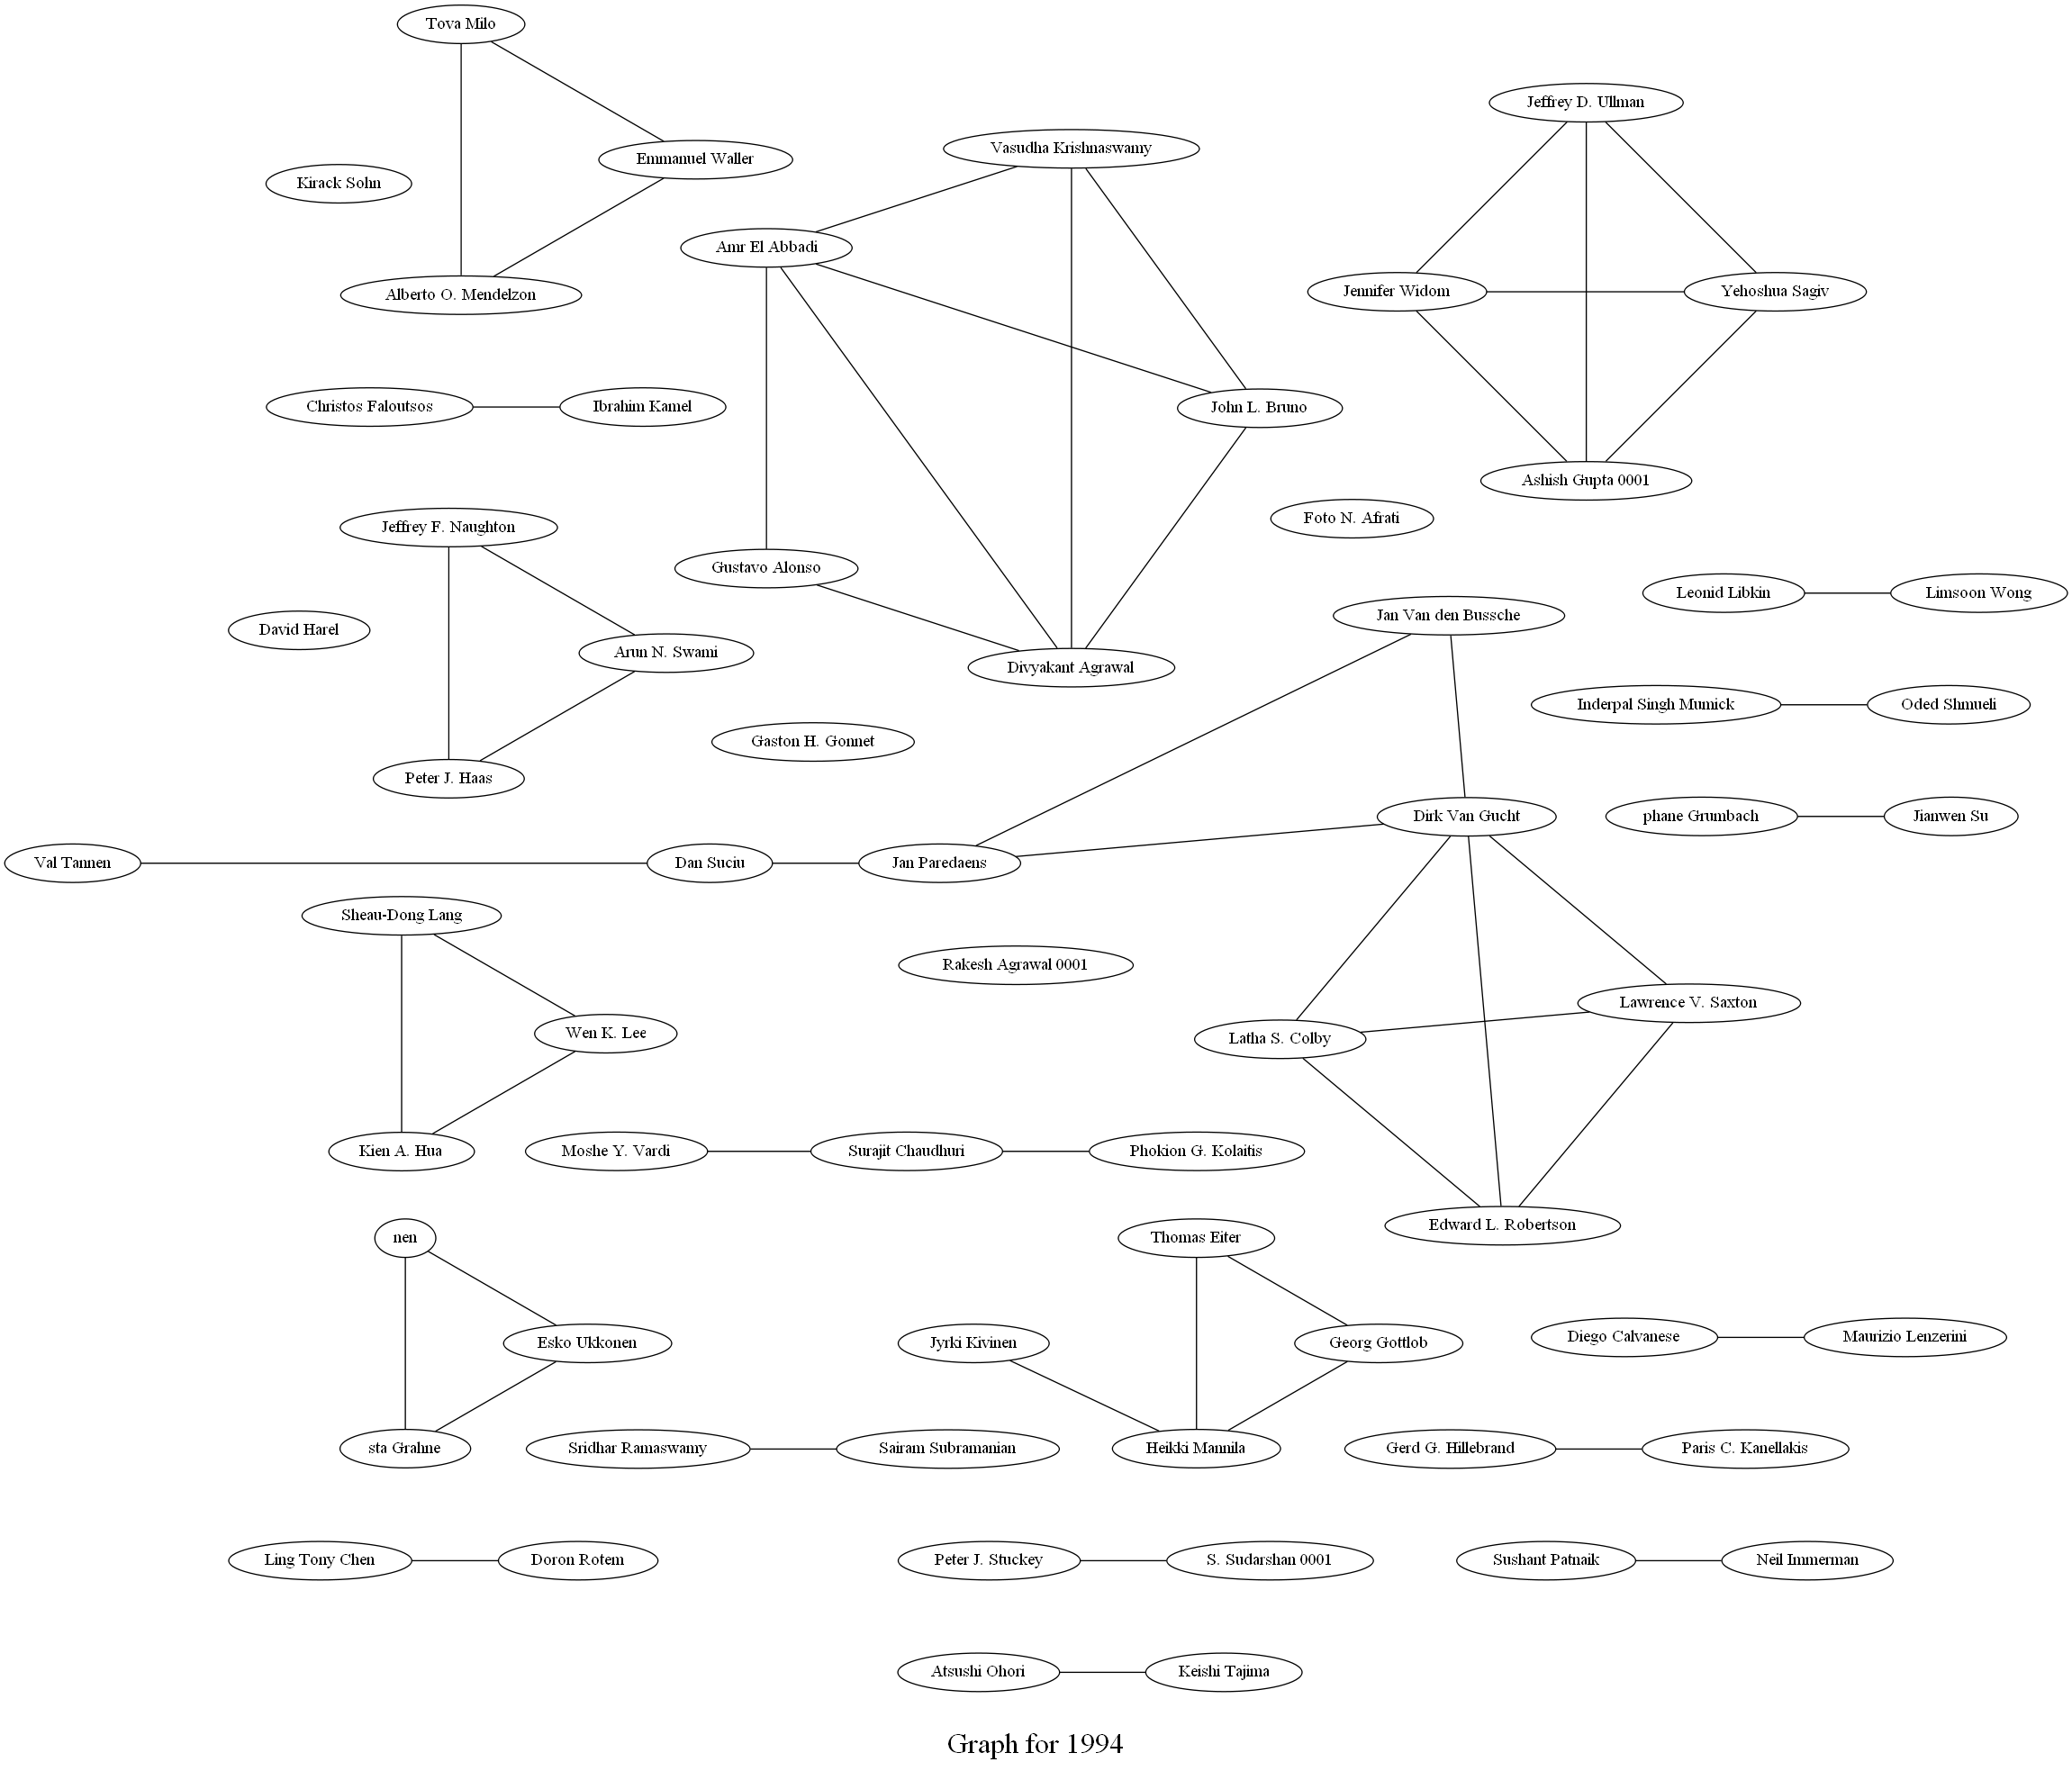 Tova Milo
Jeffrey D. Ullman
Vasudha Krishnaswamy
Emmanuel Waller
Kirack Sohn
Amr El Abbadi
Jennifer Widom
Yehoshua Sagiv
Alberto O. Mendelzon
Christos Faloutsos
Ibrahim Kamel
John L. Bruno
Ashish Gupta 0001
Foto N. Afrati
Jeffrey F. Naughton
Gustavo Alonso
Leonid Libkin
Limsoon Wong
Jan Van den Bussche
David Harel
Arun N. Swami
Divyakant Agrawal
Inderpal Singh Mumick
Oded Shmueli
Gaston H. Gonnet
Peter J. Haas
Dirk Van Gucht
phane Grumbach
Jianwen Su
Val Tannen
Dan Suciu
Jan Paredaens
Sheau-Dong Lang
Rakesh Agrawal 0001
Lawrence V. Saxton
Wen K. Lee
Latha S. Colby
Kien A. Hua
Moshe Y. Vardi
Surajit Chaudhuri
Phokion G. Kolaitis
Edward L. Robertson
nen
Thomas Eiter
Esko Ukkonen
Jyrki Kivinen
Georg Gottlob
Diego Calvanese
Maurizio Lenzerini
sta Grahne
Sridhar Ramaswamy
Sairam Subramanian
Heikki Mannila
Gerd G. Hillebrand
Paris C. Kanellakis
Ling Tony Chen
Doron Rotem
Peter J. Stuckey
S. Sudarshan 0001
Sushant Patnaik
Neil Immerman
Atsushi Ohori
Keishi Tajima
Graph for 1994